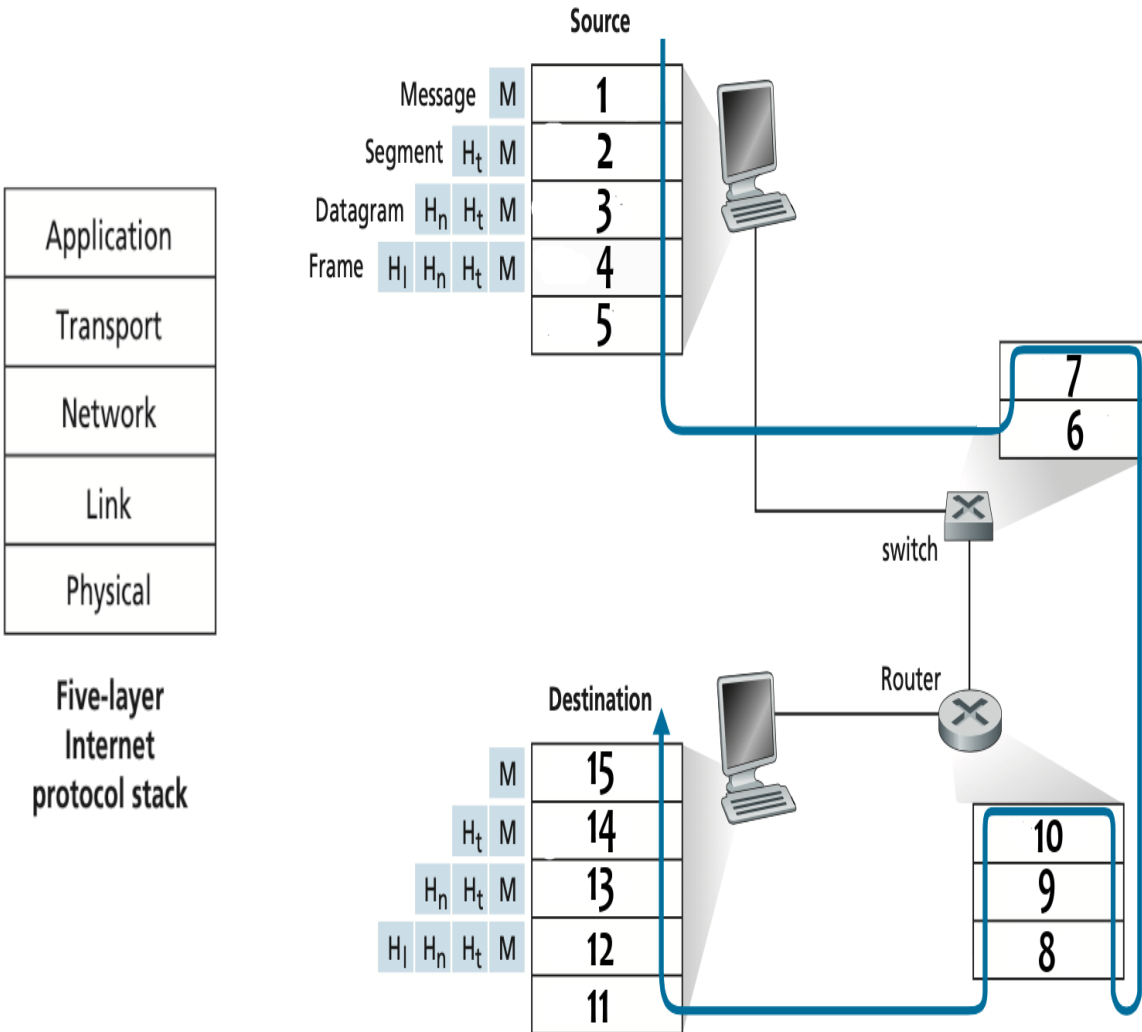 Source
Message M 1
Segment Ht M 2
Datagram Hn Ht M 3
Frame Hl Hn Ht M 4
5
Application
Transport
Network
Link
Physical
Five-layer
Internet
protocol stack
7
6
switch
Router
Destination
M 15
Ht M 14
Hn Ht M 13
Hl Hn Ht M 12
11
10
9
8